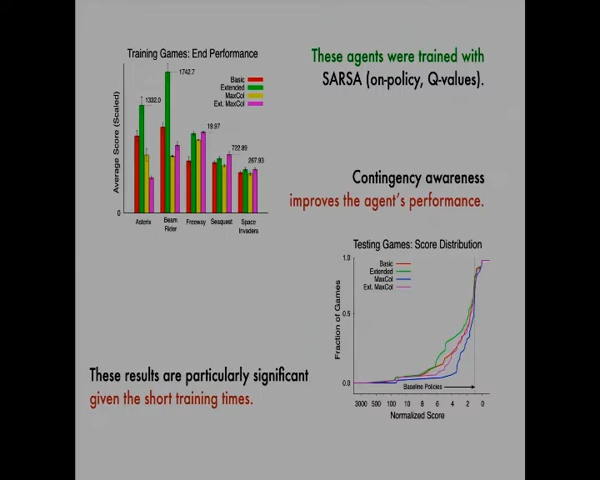 Training Games: End Performance
1742.7
1332.0
19.97
722.89
267.93
Basic
Extended
MaxCol
Ext. MaxCol
Average Score (Scaled)
0
Asterix
Beam Rider
Freeway
Seaquest
Space Invaders
These agents were trained with
SARSA (on-policy, Q-values).
Contingency awareness
improves the agent's performance.
Testing Games: Score Distribution
Basic
Extended
MaxCol
Ext. MaxCol
Fraction of Games
1.0
0.5
0.0
Baseline Policies
3000 500 100 10 8 6 4 2 0
Normalized Score
These results are particularly significant
given the short training times.